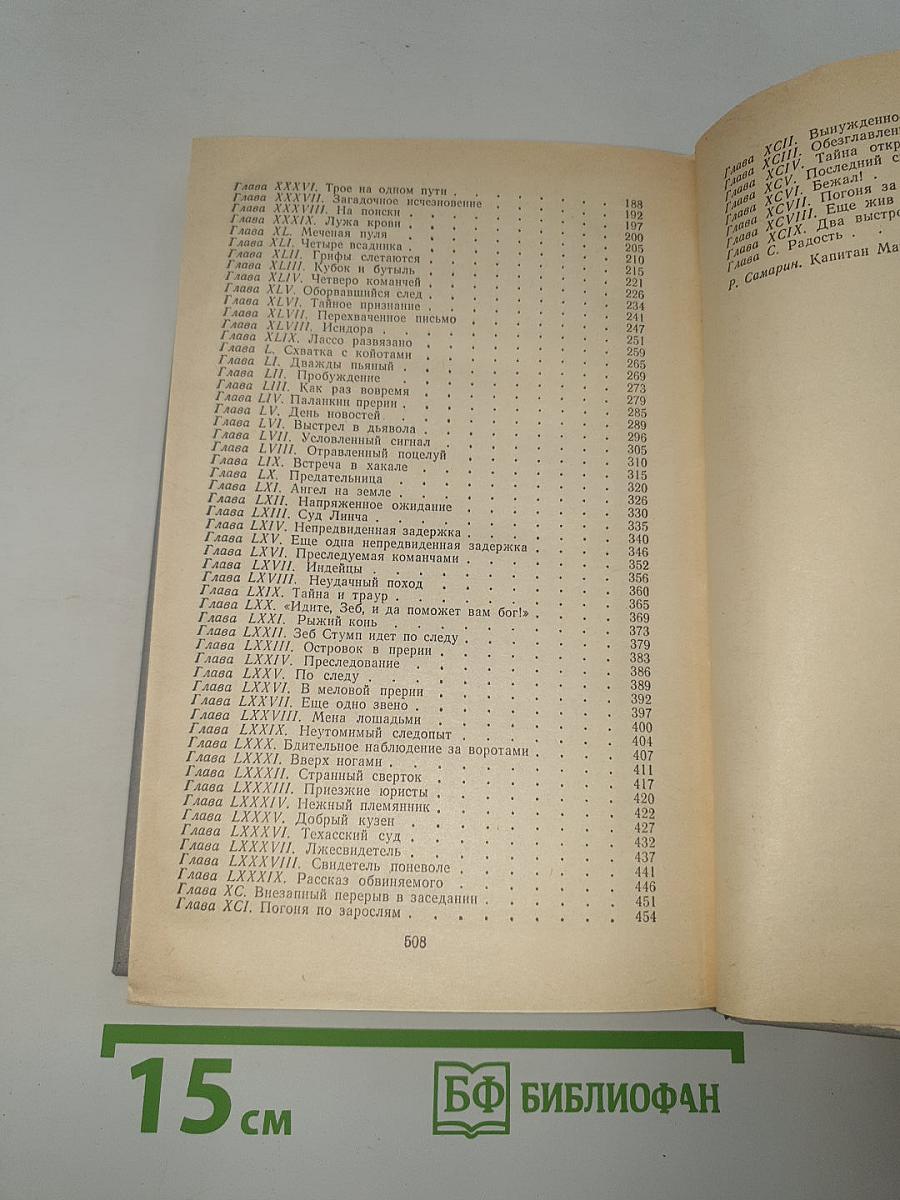 Глава XXXVI. Трое на одном пути . . . . . . . . 188
Глава XXXVII. Загадочное исчезновение . . . . . . 192
Глава XXXVIII. На поиски . . . . . . . . . 197
Глава XXXIX. Лужа крови . . . . . . . . . 200
Глава XL. Меченая пуля . . . . . . . . . 205
Глава XLI. Четыре всадника . . . . . . . . 210
Глава XLII. Грифы слетаются . . . . . . . . 215
Глава XLIII. Кубок и бутыль . . . . . . . . 221
Глава XLIV. Четверо команчей . . . . . . . . 226
Глава XLV. Оборвавшийся след . . . . . . . . 234
Глава XLVI. Тайное признание . . . . . . . . 241
Глава XLVII. Перехваченное письмо . . . . . . . 247
Глава XLVIII. Исидора . . . . . . . . . . 251
Глава XLIX. Лассо развязано . . . . . . . . 259
Глава L. Схватка с койотами . . . . . . . . 265
Глава LI. Дважды пьяный . . . . . . . . . 269
Глава LII. Пробуждение . . . . . . . . . 273
Глава LIII. Как раз вовремя . . . . . . . . 279
Глава LIV. Паланкин прерии . . . . . . . . 285
Глава LV. День новостей . . . . . . . . . 289
Глава LVI. Выстрел в дьявола . . . . . . . . 296
Глава LVII. Условленный сигнал . . . . . . . 305
Глава LVIII. Отравленный поцелуй . . . . . . . 310
Глава LIX. Встреча в хакале . . . . . . . . 315
Глава LX. Предательница . . . . . . . . . 320
Глава LXI. Ангел на земле . . . . . . . . 326
Глава LXII. Напряженное ожидание . . . . . . . 330
Глава LXIII. Суд Линча . . . . . . . . . 335
Глава LXIV. Непредвиденная задержка . . . . . . 340
Глава LXV. Еще одна непредвиденная задержка . . . . 346
Глава LXVI. Преследуемая команчами . . . . . . 352
Глава LXVII. Индейцы . . . . . . . . . . 356
Глава LXVIII. Неудачный поход . . . . . . . . 360
Глава LXIX. Тайна и траур . . . . . . . . . 365
Глава LXX. «Идите, Зеб, и да поможет вам бог!» . . . . 369
Глава LXXI. Рыжий конь . . . . . . . . . 373
Глава LXXII. Зеб Стумп идет по следу . . . . . . 379
Глава LXXIII. Островок в прерии . . . . . . . 383
Глава LXXIV. Преследование . . . . . . . . 386
Глава LXXV. По следу . . . . . . . . . . 389
Глава LXXVI. В меловой прерии . . . . . . . 392
Глава LXXVII. Еще одно звено . . . . . . . . 397
Глава LXXVIII. Мена лошадьми . . . . . . . . 400
Глава LXXIX. Неутомимый следопыт . . . . . . . 404
Глава LXXX. Бдительное наблюдение за воротами . . . . 407
Глава LXXXI. Вверх ногами . . . . . . . . . 411
Глава LXXXII. Странный сверток . . . . . . . 417
Глава LXXXIII. Приезжие юристы . . . . . . . 420
Глава LXXXIV. Нежный племянник . . . . . . . 422
Глава LXXXV. Добрый кузен . . . . . . . . 427
Глава LXXXVI. Техасский суд . . . . . . . . 432
Глава LXXXVII. Лжесвидетель . . . . . . . . 437
Глава LXXXVIII. Свидетель поневоле . . . . . . . 441
Глава LXXXIX. Рассказ обвиняемого . . . . . . . 446
Глава XC. Внезапный перерыв в заседании . . . . . 451
Глава XCI. Погоня по зарослям . . . . . . . . 454
508
Глава XCII. Вынужденно
Глава XCIII. Обезглавлен
Глава XCIV. Тайна откр
Глава XCV. Последний с
Глава XCVI. Бежал! .
Глава XCVII. Погоня за
Глава XCVIII. Еще жив
Глава XCIX. Два выстре
Глава C. Радость . .
Р. Самарин. Капитан Ма
15 см
БФ БИБЛИОФАН